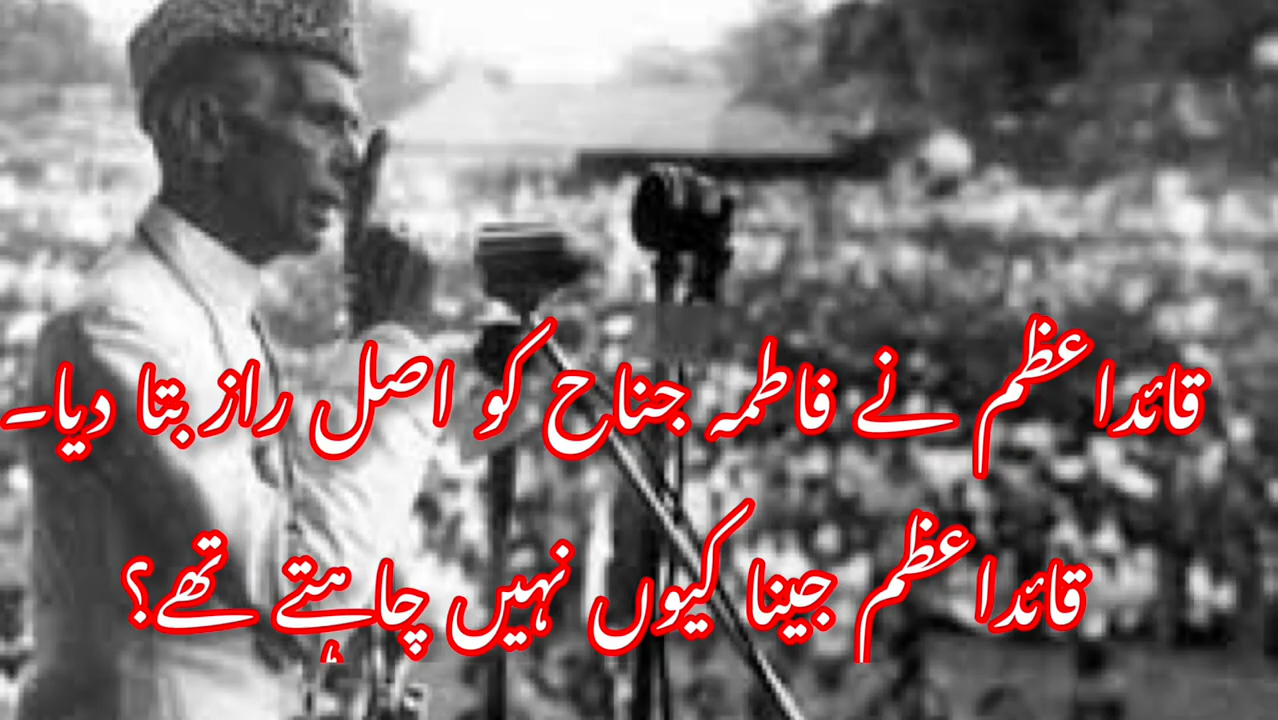 قائداعظم نے فاطمہ جناح کو اصل راز بتا دیا۔
قائداعظم جینا کیوں نہیں چاہتے تھے؟